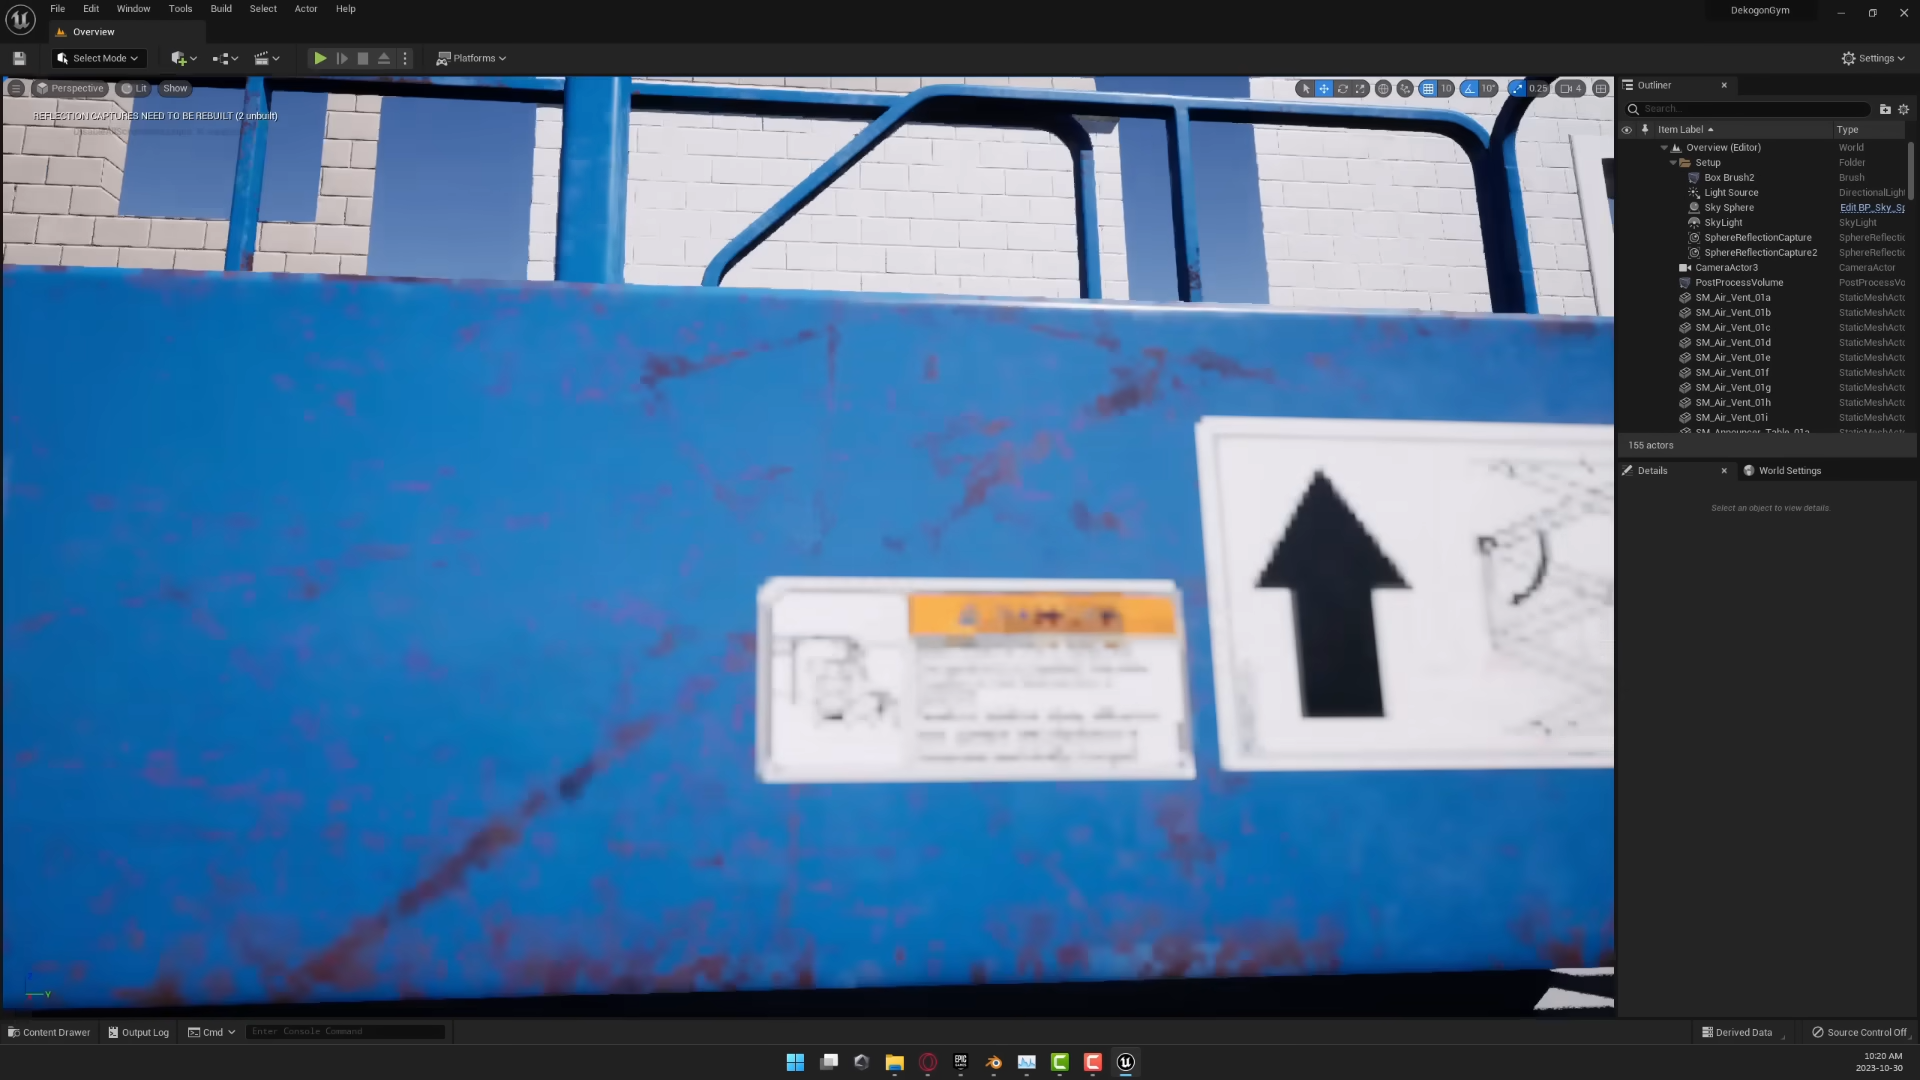 File Edit Window Tools Build Select Actor Help
DekogonGym
Overview
Select Mode
Platforms
Settings
Perspective Lit Show
10 10° 0.25 4
REFLECTION CAPTURES NEED TO BE REBUILT (2 unbuilt)
Outliner
Search...
Item Label Type
Overview (Editor) World
Setup Folder
Box Brush2 Brush
Light Source DirectionalLight
Sky Sphere Edit BP_Sky_Sp
SkyLight SkyLight
SphereReflectionCapture SphereReflectic
SphereReflectionCapture2 SphereReflectic
CameraActor3 CameraActor
PostProcessVolume PostProcessVo
SM_Air_Vent_01a StaticMeshActo
SM_Air_Vent_01b StaticMeshActo
SM_Air_Vent_01c StaticMeshActo
SM_Air_Vent_01d StaticMeshActo
SM_Air_Vent_01e StaticMeshActo
SM_Air_Vent_01f StaticMeshActo
SM_Air_Vent_01g StaticMeshActo
SM_Air_Vent_01h StaticMeshActo
SM_Air_Vent_01i StaticMeshActo
SM_Announcer_Table_01a
155 actors
Details World Settings
Select an object to view details.
Y
Content Drawer Output Log Cmd Enter Console Command
Derived Data Source Control Off
EPIC GAMES
10:20 AM
2023-10-30